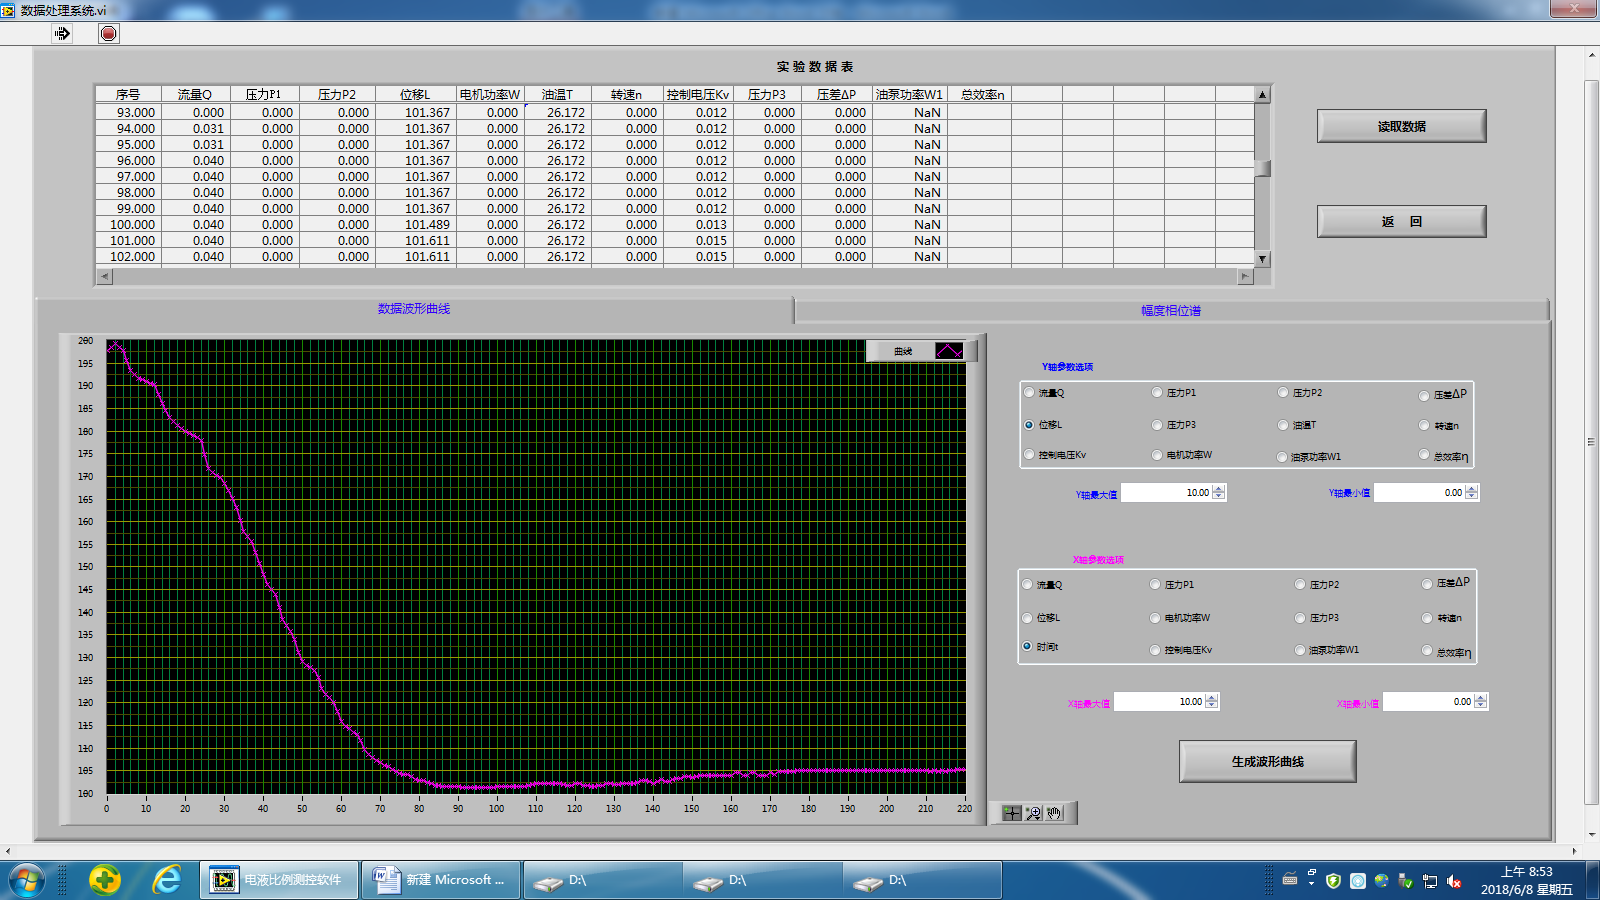 数据处理系统.vi
实 验 数 据 表
序号 流量Q 压力P1 压力P2 位移L 电机功率W 油温T 转速n 控制电压Kv 压力P3 压差ΔP 油泵功率W1 总效率n
93.000 0.000 0.000 0.000 101.367 0.000 26.172 0.000 0.012 0.000 0.000 NaN
94.000 0.031 0.000 0.000 101.367 0.000 26.172 0.000 0.012 0.000 0.000 NaN
95.000 0.031 0.000 0.000 101.367 0.000 26.172 0.000 0.012 0.000 0.000 NaN
96.000 0.040 0.000 0.000 101.367 0.000 26.172 0.000 0.012 0.000 0.000 NaN
97.000 0.040 0.000 0.000 101.367 0.000 26.172 0.000 0.012 0.000 0.000 NaN
98.000 0.040 0.000 0.000 101.367 0.000 26.172 0.000 0.012 0.000 0.000 NaN
99.000 0.040 0.000 0.000 101.367 0.000 26.172 0.000 0.012 0.000 0.000 NaN
100.000 0.040 0.000 0.000 101.489 0.000 26.172 0.000 0.013 0.000 0.000 NaN
101.000 0.040 0.000 0.000 101.611 0.000 26.172 0.000 0.015 0.000 0.000 NaN
102.000 0.040 0.000 0.000 101.611 0.000 26.172 0.000 0.015 0.000 0.000 NaN
读取数据
返 回
数据波形曲线 幅度相位谱
曲线
200
195
190
185
180
175
170
165
160
155
150
145
140
135
130
125
120
115
110
105
100
0 10 20 30 40 50 60 70 80 90 100 110 120 130 140 150 160 170 180 190 200 210 220
Y轴参数选项
流量Q 压力P1 压力P2 压差ΔP
位移L 压力P3 油温T 转速n
控制电压Kv 电机功率W 油泵功率W1 总效率η
Y轴最大值 10.00 Y轴最小值 0.00
X轴参数选项
流量Q 压力P1 压力P2 压差ΔP
位移L 电机功率W 压力P3 转速n
时间t 控制电压Kv 油泵功率W1 总效率η
X轴最大值 10.00 X轴最小值 0.00
生成波形曲线
电液比例测控软件 新建 Microsoft ... D:\ D:\ D:\
上午 8:53
2018/6/8 星期五